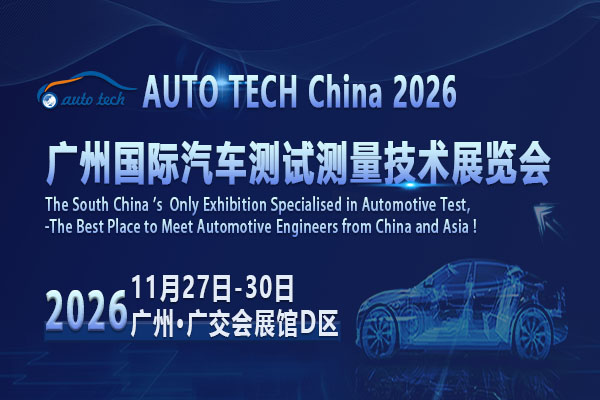 auto tech
AUTO TECH China 2026
广州国际汽车测试测量技术展览会
The South China ’s Only Exhibition Specialised in Automotive Test,
-The Best Place to Meet Automotive Engineers from China and Asia !
2026
11月27日-30日
广州·广交会展馆D区